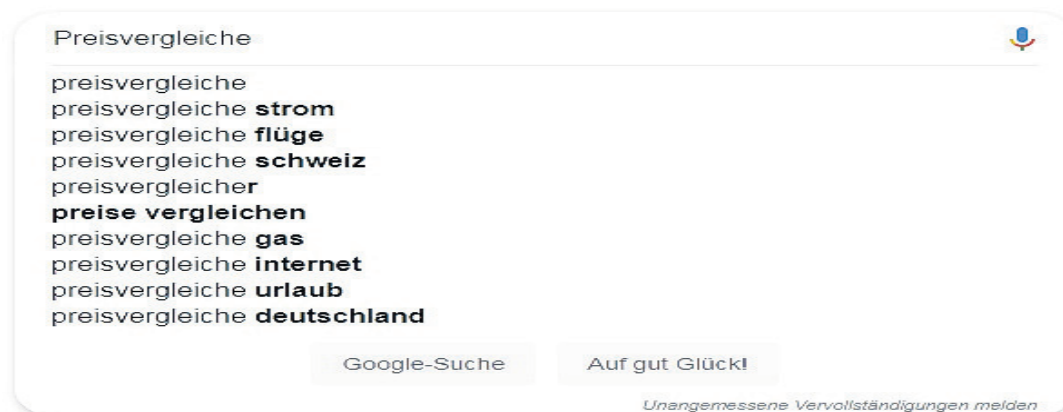 Preisvergleiche
preisvergleiche
preisvergleiche strom
preisvergleiche flüge
preisvergleiche schweiz
preisvergleicher
preise vergleichen
preisvergleiche gas
preisvergleiche internet
preisvergleiche urlaub
preisvergleiche deutschland
Google-Suche Auf gut Glück!
Unangemessene Vervollständigungen melden